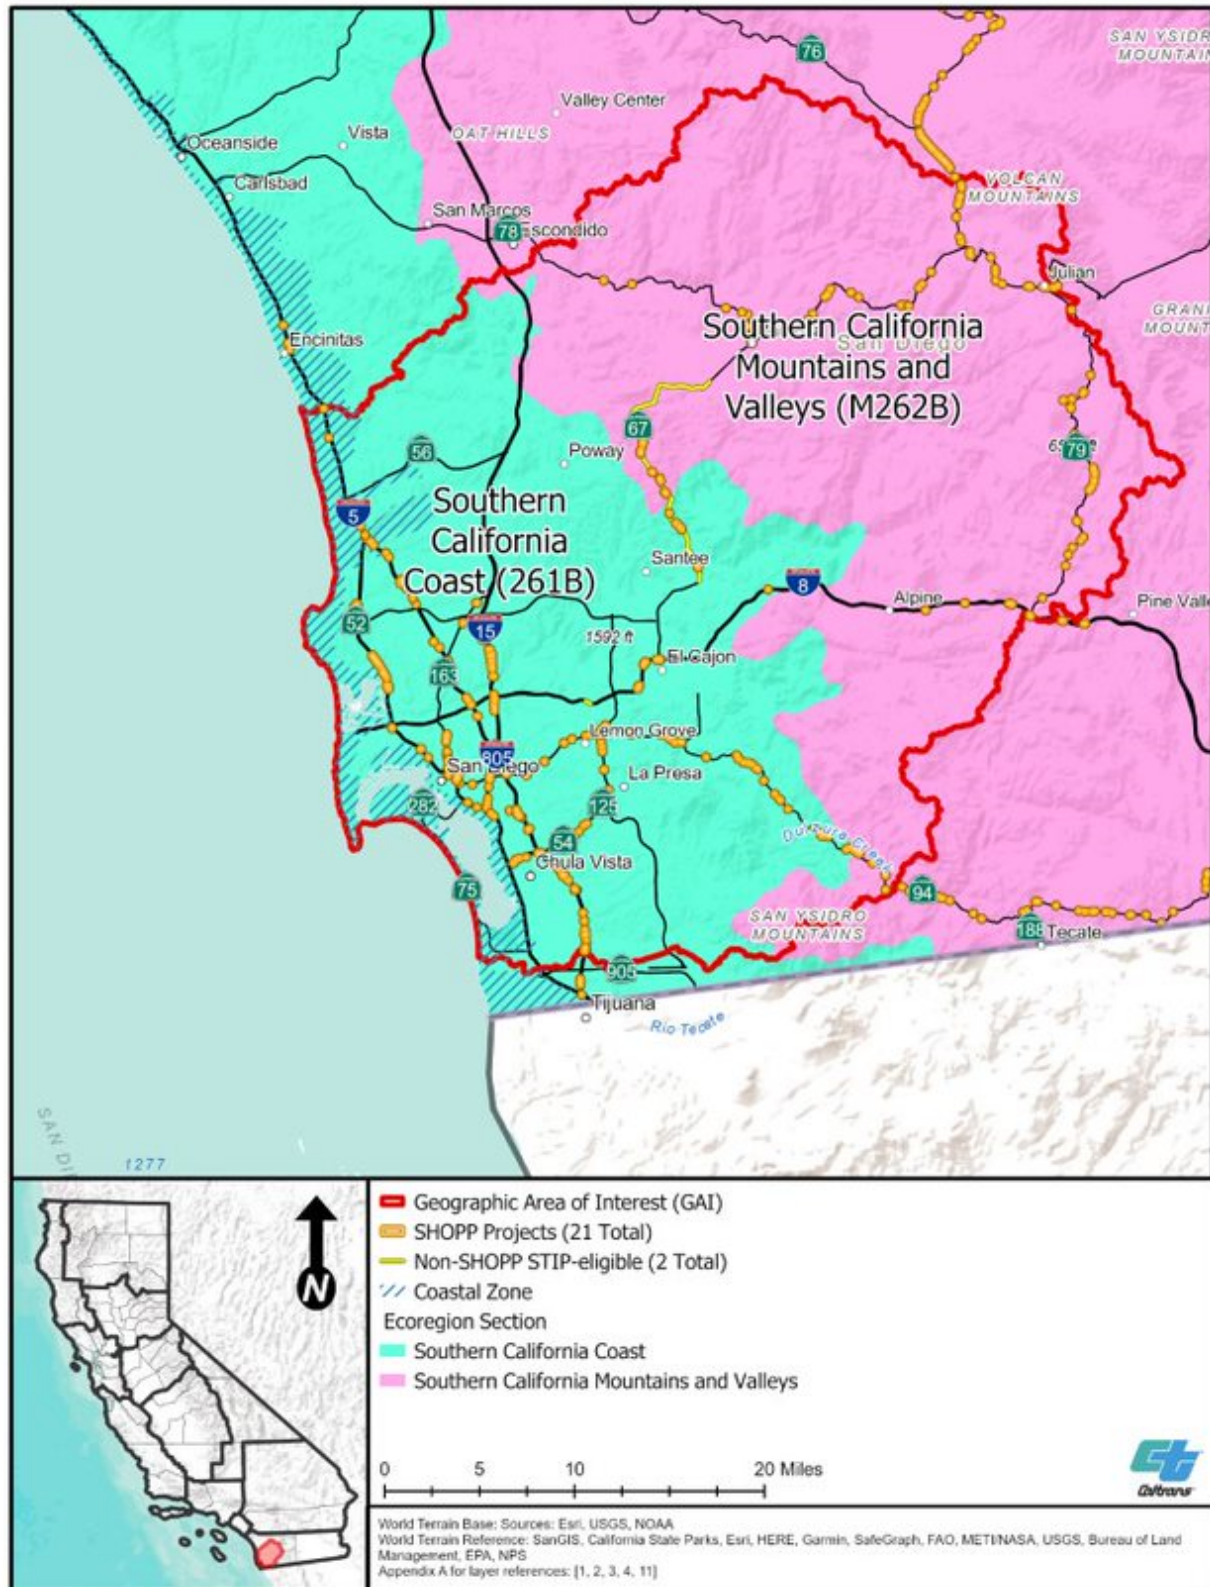 76
SAN YSIDRO
MOUNTAIN
Valley Center
Vista
OAT HILLS
Oceanside
Carlsbad
VOLCAN
MOUNTAINS
San Marcos
78
Escondido
Julian
Encinitas
Southern California
Mountains and
Valleys (M262B)
San Diego
67
79
56
Poway
5
Southern
California
Coast (261B)
Santee
8
Alpine
Pine Valle
52
15
1592 ft
163
El Cajon
Lemon Grove
805
San Diego
La Presa
282
125
54
Chula Vista
75
94
SAN YSIDRO
MOUNTAINS
188
Tecate
905
Tijuana
Rio Tecate
SAN DI
1277
N
Geographic Area of Interest (GAI)
SHOPP Projects (21 Total)
Non-SHOPP STIP-eligible (2 Total)
Coastal Zone
Ecoregion Section
Southern California Coast
Southern California Mountains and Valleys
0 5 10 20 Miles
Caltrans
World Terrain Base: Sources: Esri, USGS, NOAA
World Terrain Reference: SanGIS, California State Parks, Esri, HERE, Garmin, SafeGraph, FAO, METI/NASA, USGS, Bureau of Land
Management, EPA, NPS
Appendix A for layer references: [1, 2, 3, 4, 11]